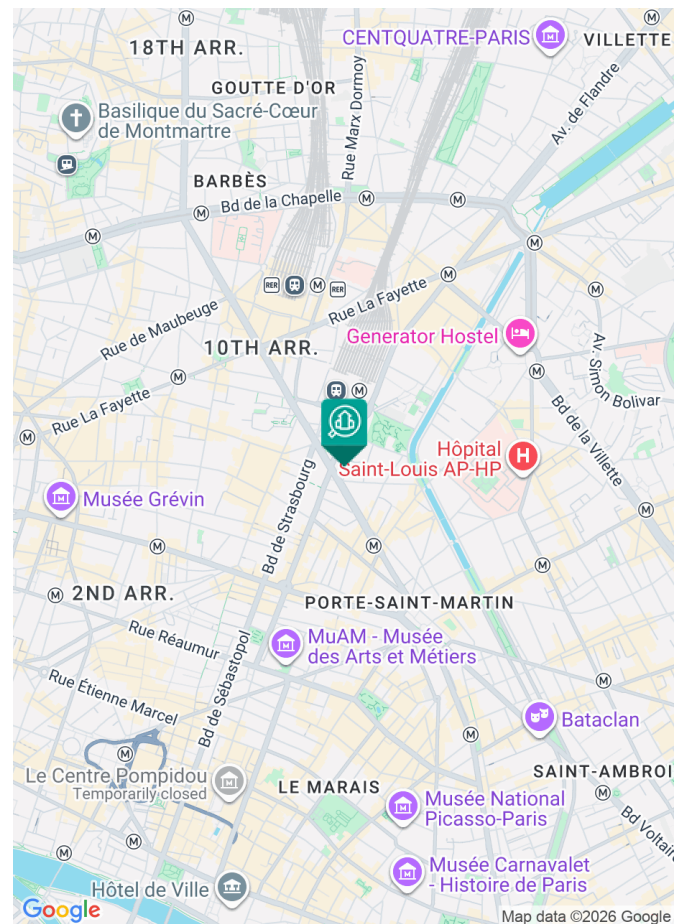 CENTQUATRE-PARIS
VILLETTE
18TH ARR.
GOUTTE D'OR
Rue Marx Dormoy
Av. de Flandre
Basilique du Sacré-Cœur
de Montmartre
BARBÈS
Bd de la Chapelle
M
M
M
M
M
M
RER
M
RER
M
M
Rue La Fayette
Rue de Maubeuge
Generator Hostel
10TH ARR.
Av. Simon Bolivar
M
M
M
Rue La Fayette
Bd de la Villette
Hôpital
Saint-Louis AP-HP
H
Bd de Strasbourg
Musée Grévin
M
M
M
M
2ND ARR.
PORTE-SAINT-MARTIN
Rue Réaumur
MuAM - Musée
des Arts et Métiers
Bd de Sébastopol
Rue Étienne Marcel
M
Bataclan
M
M
Le Centre Pompidou
Temporarily closed
SAINT-AMBROI
LE MARAIS
M
Musée National
Picasso-Paris
Bd Voltaire
M
M
Musée Carnavalet
- Histoire de Paris
Hôtel de Ville
Google
Map data ©2026 Google